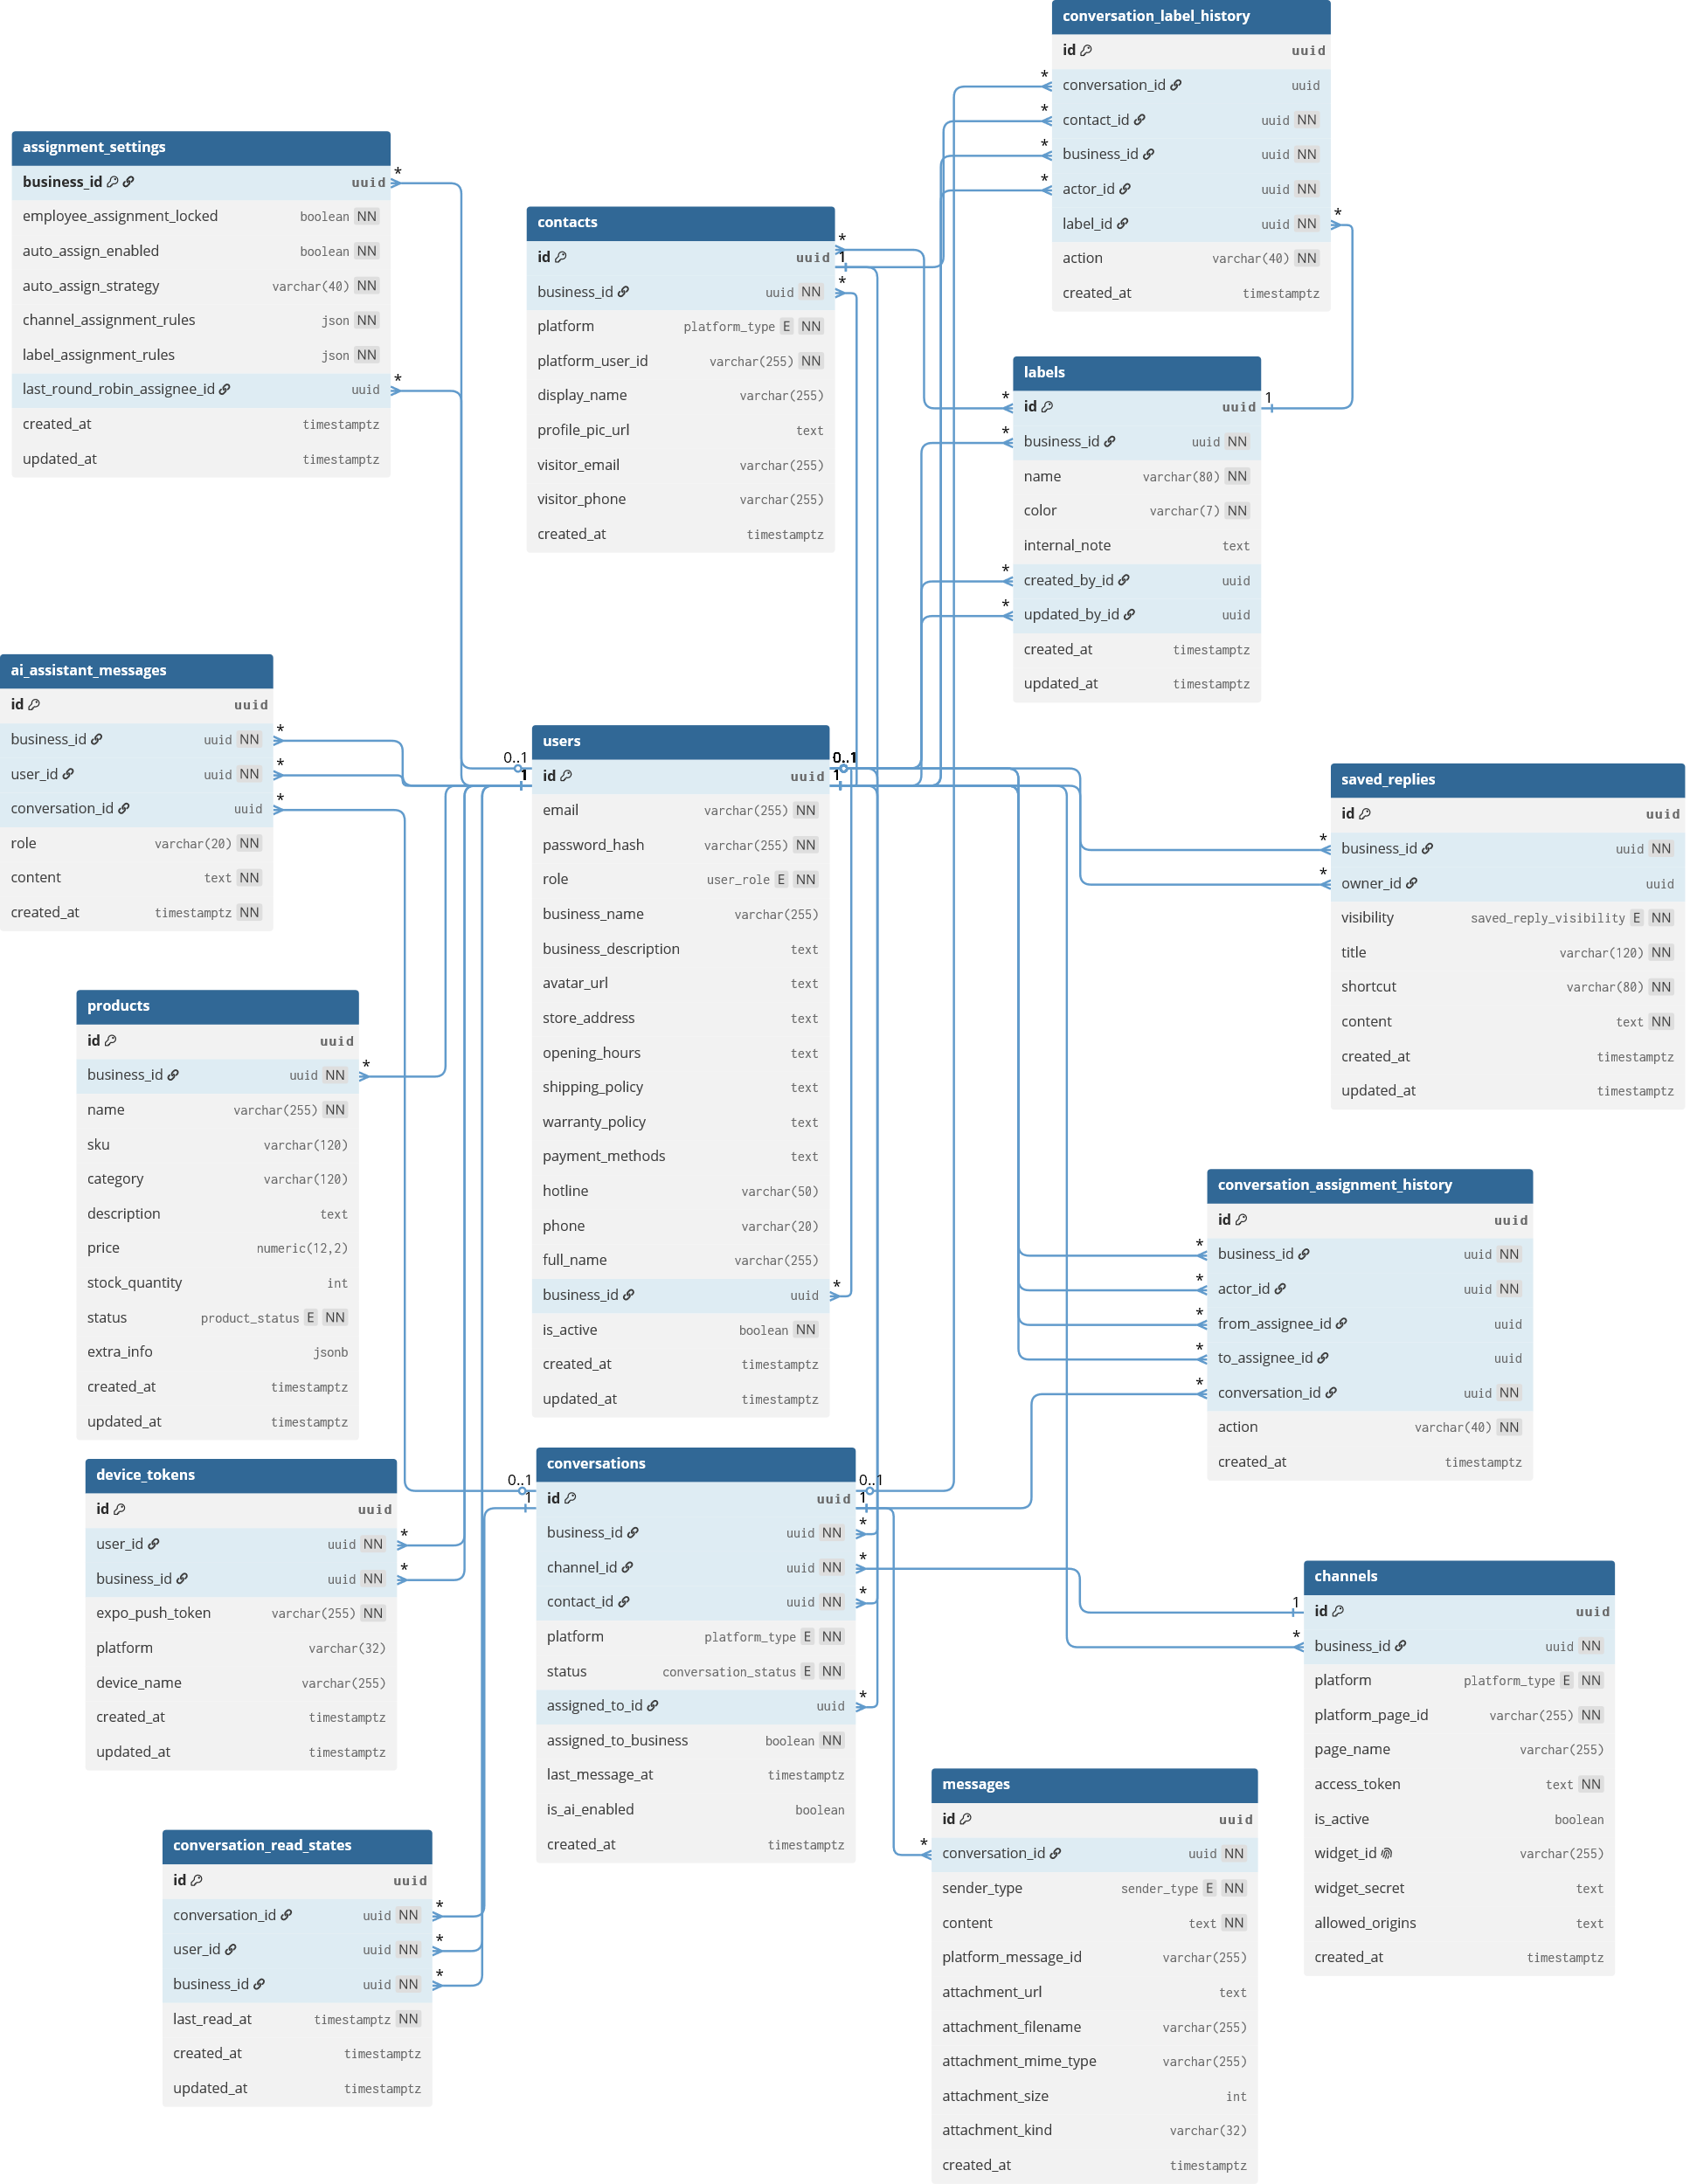 conversation_label_history
id uuid
conversation_id uuid
contact_id uuid NN
business_id uuid NN
actor_id uuid NN
label_id uuid NN
action varchar(40) NN
created_at timestamptz
* * * * *
assignment_settings
business_id uuid
employee_assignment_locked boolean NN
auto_assign_enabled boolean NN
auto_assign_strategy varchar(40) NN
channel_assignment_rules json NN
label_assignment_rules json NN
last_round_robin_assignee_id uuid
created_at timestamptz
updated_at timestamptz
* *
contacts
id uuid
business_id uuid NN
platform platform_type E NN
platform_user_id varchar(255) NN
display_name varchar(255)
profile_pic_url text
visitor_email varchar(255)
visitor_phone varchar(255)
created_at timestamptz
* 1 *
labels
id uuid
business_id uuid NN
name varchar(80) NN
color varchar(7) NN
internal_note text
created_by_id uuid
updated_by_id uuid
created_at timestamptz
updated_at timestamptz
* 1 * * *
ai_assistant_messages
id uuid
business_id uuid NN
user_id uuid NN
conversation_id uuid
role varchar(20) NN
content text NN
created_at timestamptz NN
* * *
users
id uuid
email varchar(255) NN
password_hash varchar(255) NN
role user_role E NN
business_name varchar(255)
business_description text
avatar_url text
store_address text
opening_hours text
shipping_policy text
warranty_policy text
payment_methods text
hotline varchar(50)
phone varchar(20)
full_name varchar(255)
business_id uuid
is_active boolean NN
created_at timestamptz
updated_at timestamptz
0..1 1 0..1 1 *
saved_replies
id uuid
business_id uuid NN
owner_id uuid
visibility saved_reply_visibility E NN
title varchar(120) NN
shortcut varchar(80) NN
content text NN
created_at timestamptz
updated_at timestamptz
* *
products
id uuid
business_id uuid NN
name varchar(255) NN
sku varchar(120)
category varchar(120)
description text
price numeric(12,2)
stock_quantity int
status product_status E NN
extra_info jsonb
created_at timestamptz
updated_at timestamptz
*
conversation_assignment_history
id uuid
business_id uuid NN
actor_id uuid NN
from_assignee_id uuid
to_assignee_id uuid
conversation_id uuid NN
action varchar(40) NN
created_at timestamptz
* * * * *
device_tokens
id uuid
user_id uuid NN
business_id uuid NN
expo_push_token varchar(255) NN
platform varchar(32)
device_name varchar(255)
created_at timestamptz
updated_at timestamptz
* *
conversations
id uuid
business_id uuid NN
channel_id uuid NN
contact_id uuid NN
platform platform_type E NN
status conversation_status E NN
assigned_to_id uuid
assigned_to_business boolean NN
last_message_at timestamptz
is_ai_enabled boolean
created_at timestamptz
0..1 1 0..1 1 * * * *
channels
id uuid
business_id uuid NN
platform platform_type E NN
platform_page_id varchar(255) NN
page_name varchar(255)
access_token text NN
is_active boolean
widget_id varchar(255)
widget_secret text
allowed_origins text
created_at timestamptz
1 *
messages
id uuid
conversation_id uuid NN
sender_type sender_type E NN
content text NN
platform_message_id varchar(255)
attachment_url text
attachment_filename varchar(255)
attachment_mime_type varchar(255)
attachment_size int
attachment_kind varchar(32)
created_at timestamptz
*
conversation_read_states
id uuid
conversation_id uuid NN
user_id uuid NN
business_id uuid NN
last_read_at timestamptz NN
created_at timestamptz
updated_at timestamptz
* * *